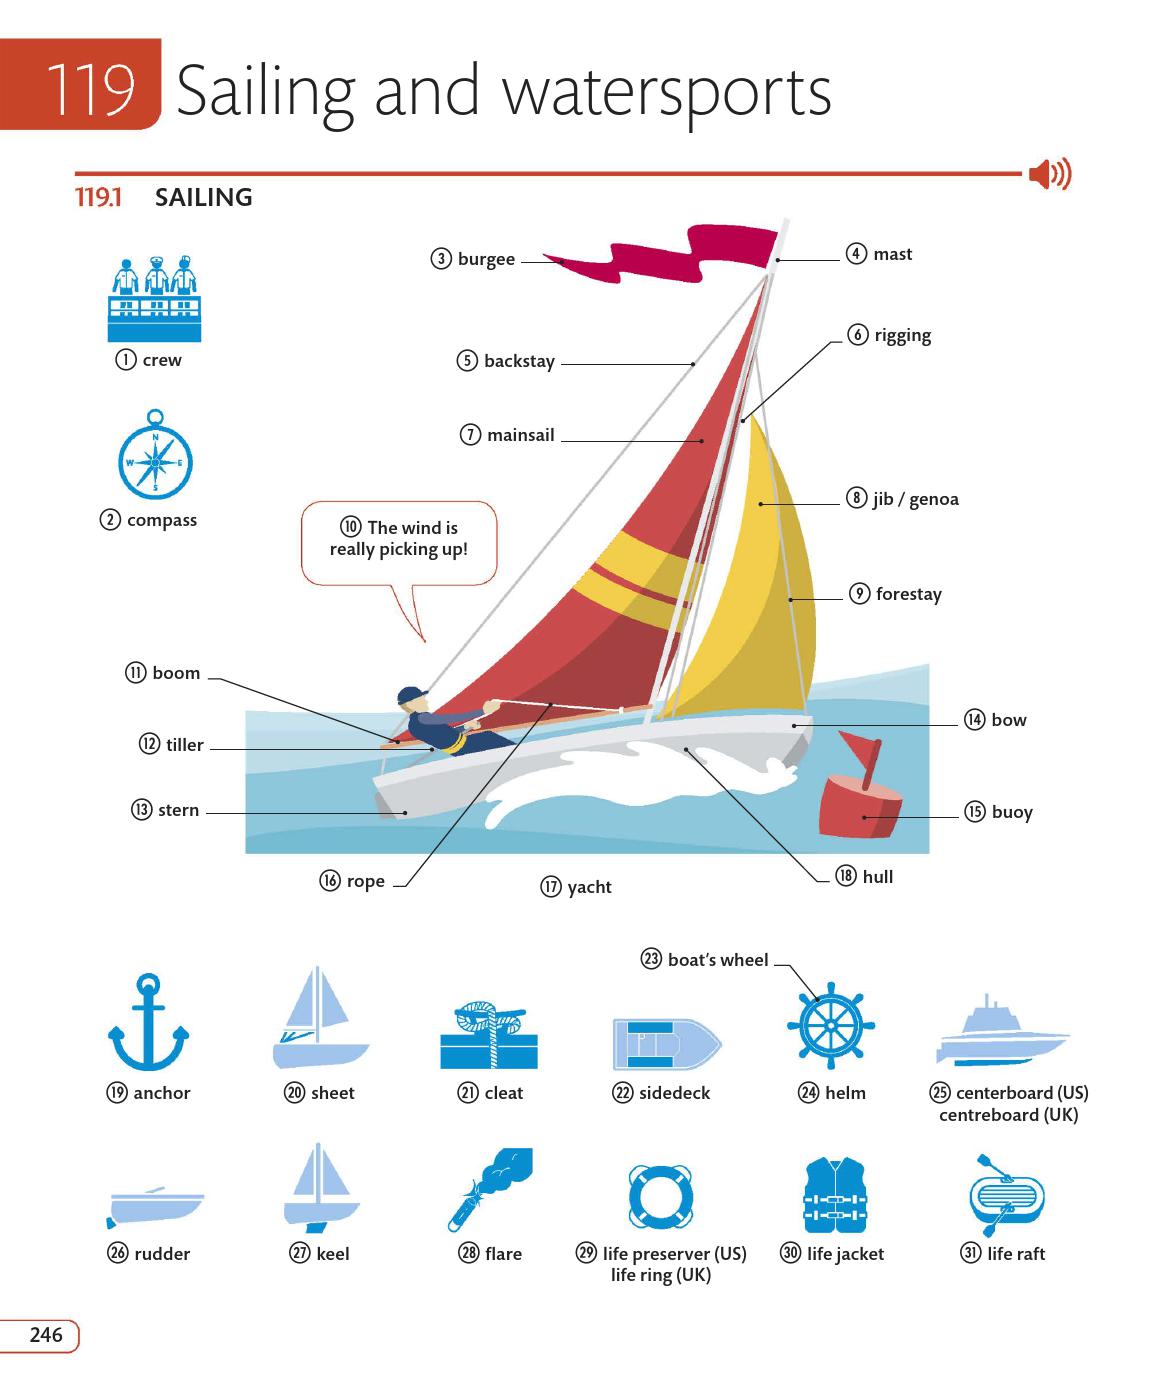 119 Sailing and watersports
119.1 SAILING
3 burgee
4 mast
1 crew
5 backstay
6 rigging
7 mainsail
2 compass
N
W E
S
8 jib / genoa
10 The wind is
really picking up!
9 forestay
11 boom
12 tiller
13 stern
14 bow
15 buoy
16 rope
17 yacht
18 hull
23 boat's wheel
19 anchor
20 sheet
21 cleat
22 sidedeck
24 helm
25 centerboard (US)
centreboard (UK)
26 rudder
27 keel
28 flare
29 life preserver (US)
life ring (UK)
30 life jacket
31 life raft
246